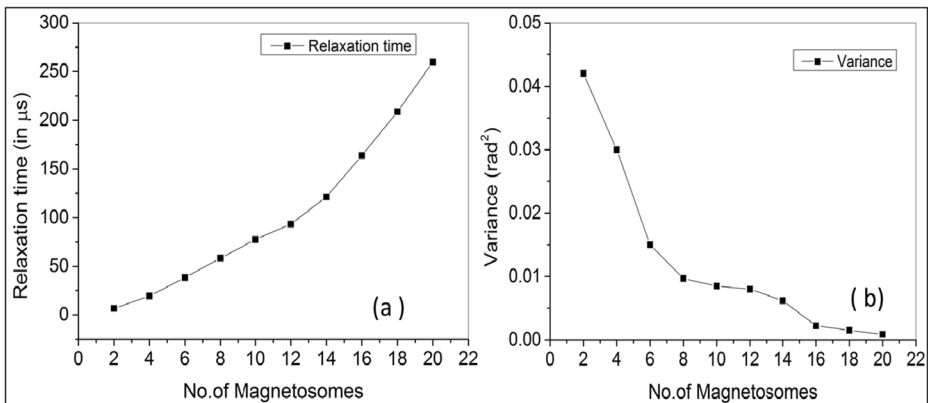 300
250
200
150
100
50
0
Relaxation time (in μs)
Relaxation time
(a )
2 4 6 8 10 12 14 16 18 20 22
No.of Magnetosomes
0.05
0.04
0.03
0.02
0.01
0.00
Variance (rad²)
Variance
( b)
0 2 4 6 8 10 12 14 16 18 20 22
No.of Magnetosomes